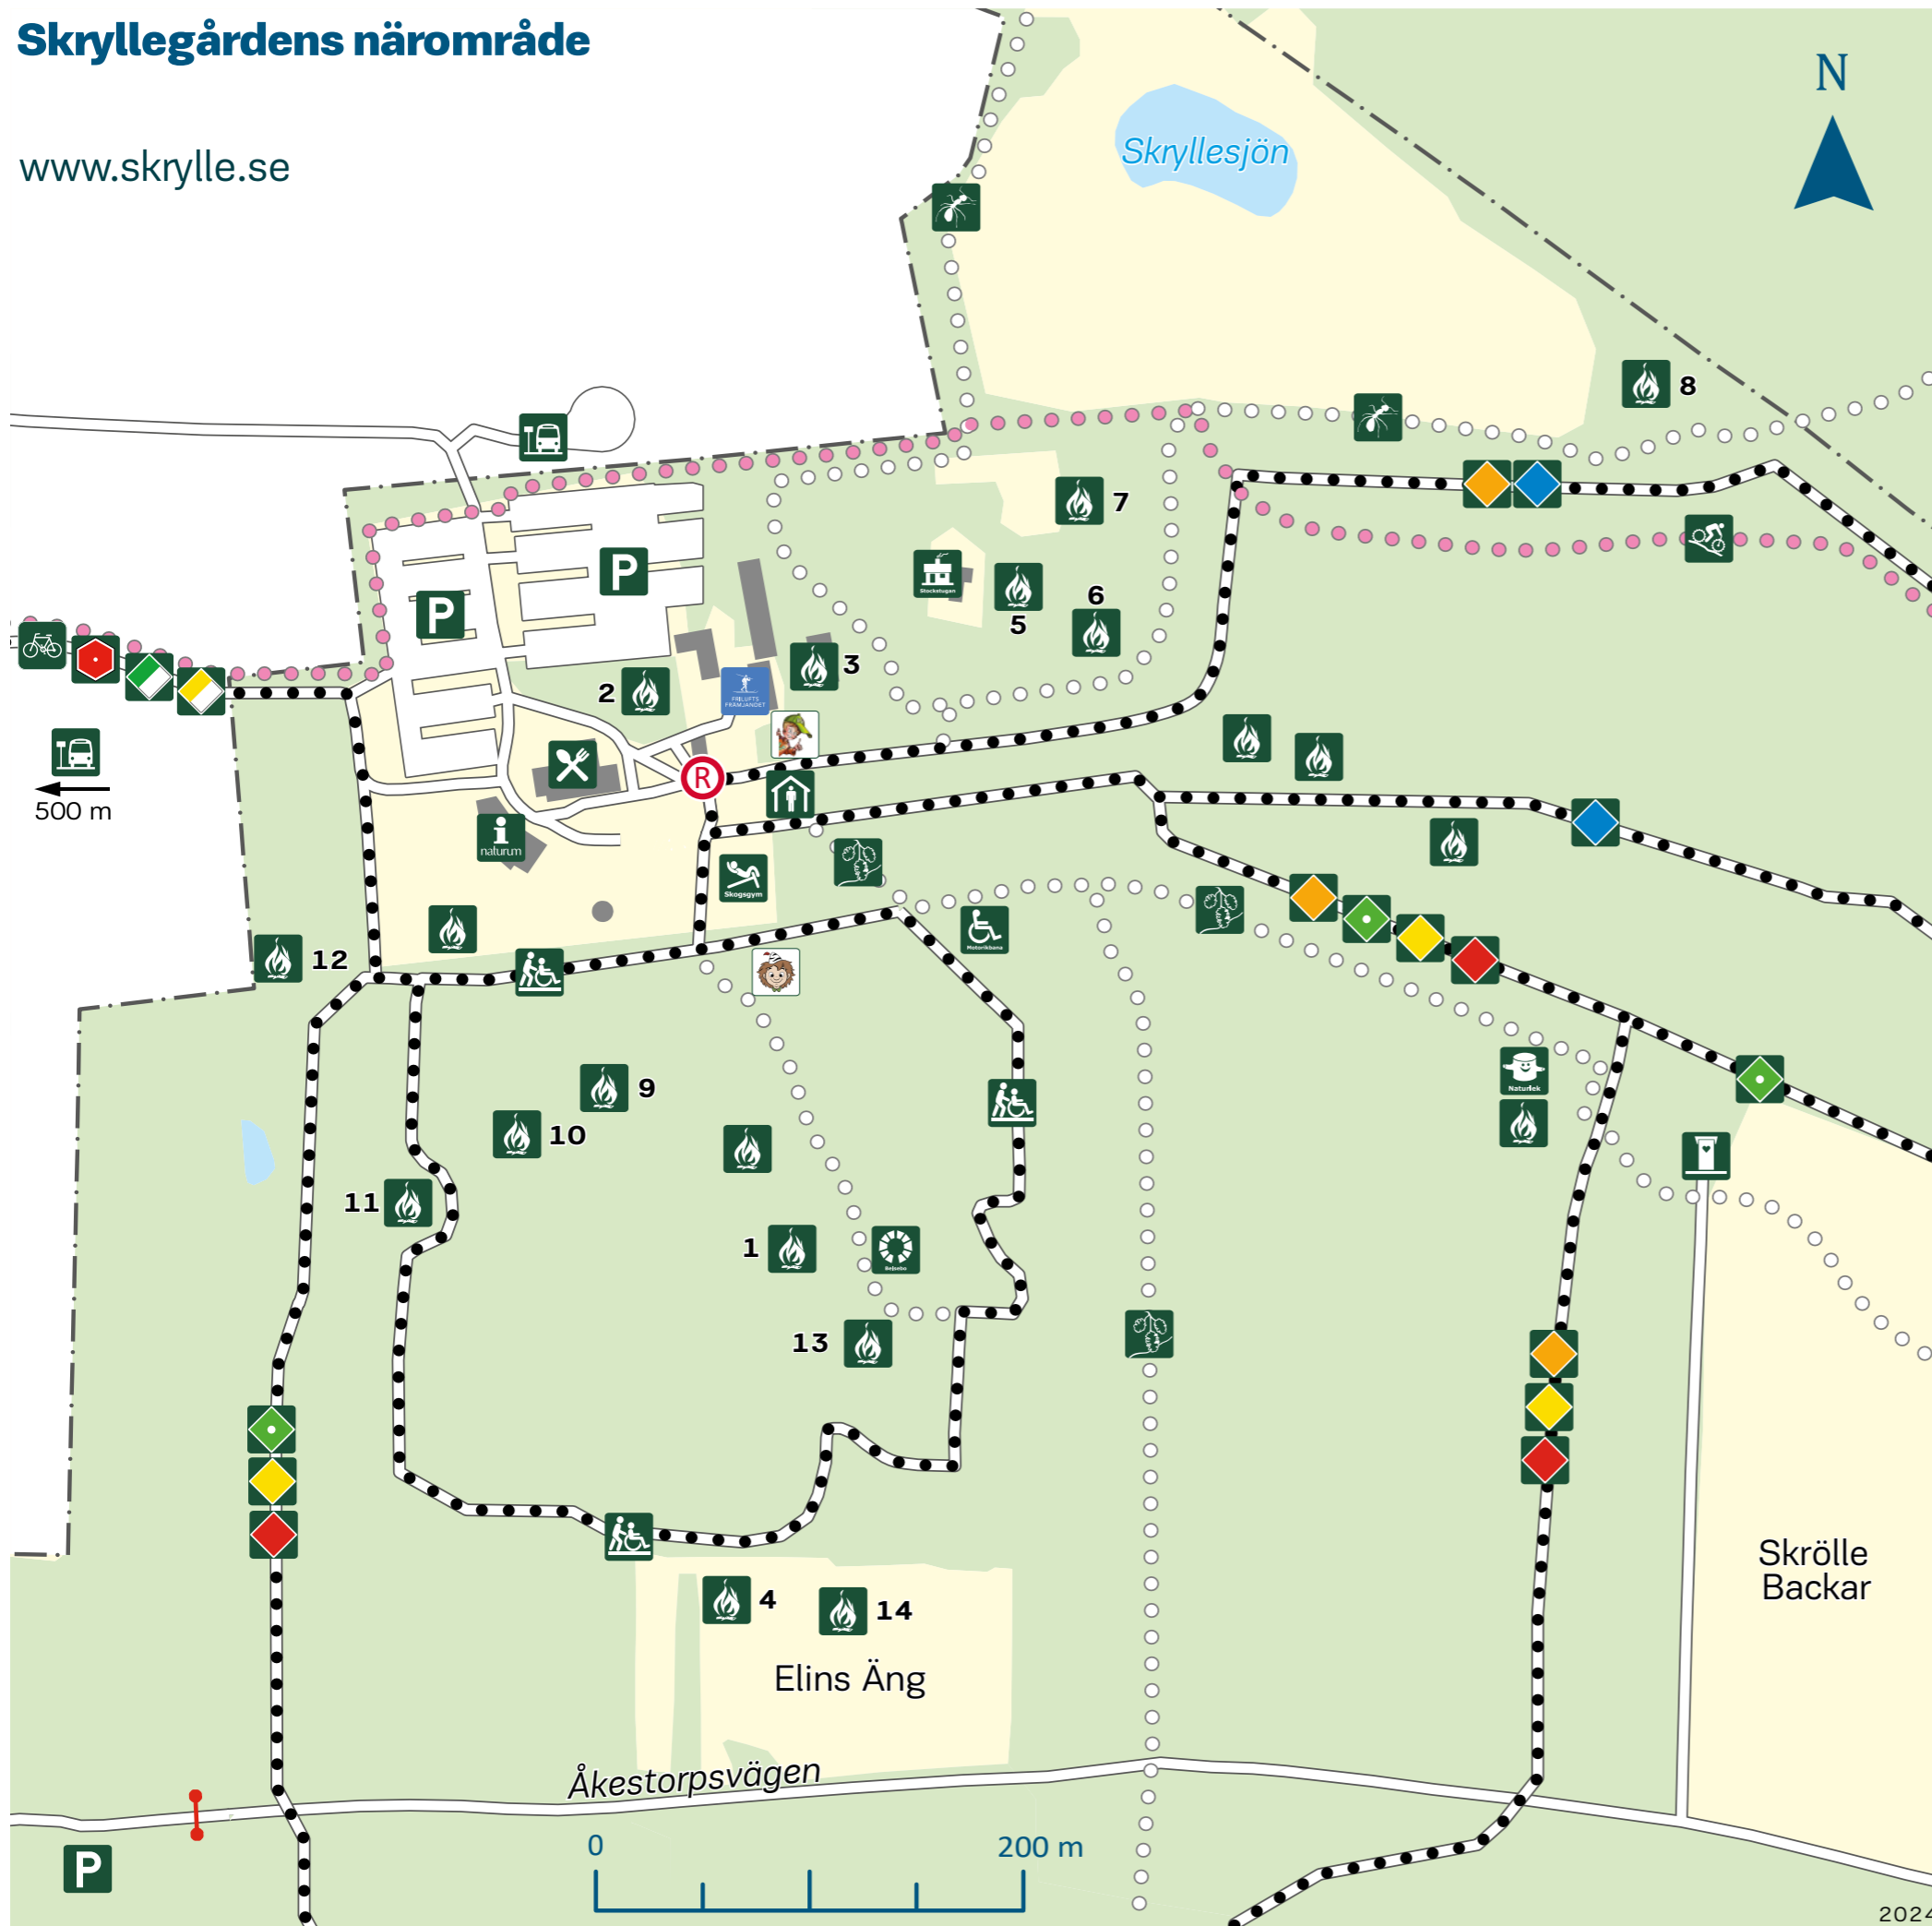 Skryllegårdens närområde
www.skrylle.se
N
Skryllesjön
8
7
P
P
Stockstugan
5
6
3
2
FRILUFTS
FRÄMJANDET
500 m
R
naturum
Skogsgym
Motorikbana
12
9
10
Naturlek
11
1
Bejsebo
13
Skrölle
Backar
4
14
Elins Äng
Åkestorpsvägen
0
200 m
P
2024